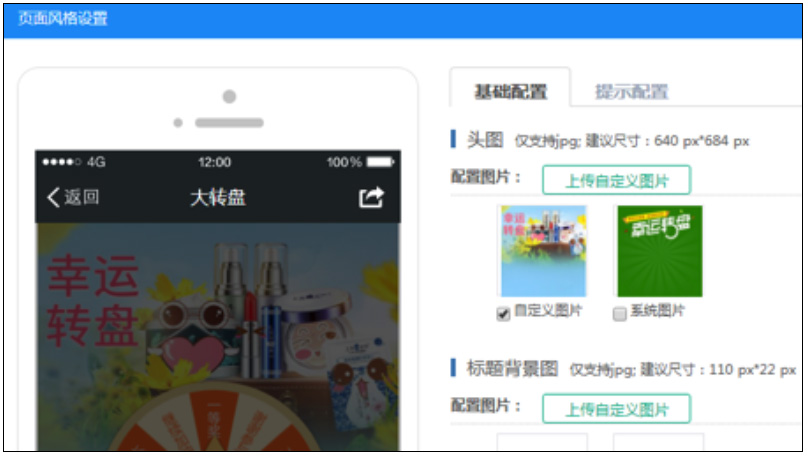 页面风格设置
4G 12:00 100%
返回 大转盘
幸运
转盘
一等奖
基础配置 提示配置
头图 仅支持jpg; 建议尺寸：640 px*684 px
配置图片： 上传自定义图片
幸运
转盘
幸运转盘
自定义图片 系统图片
标题背景图 仅支持jpg; 建议尺寸：110 px*22 px
配置图片： 上传自定义图片